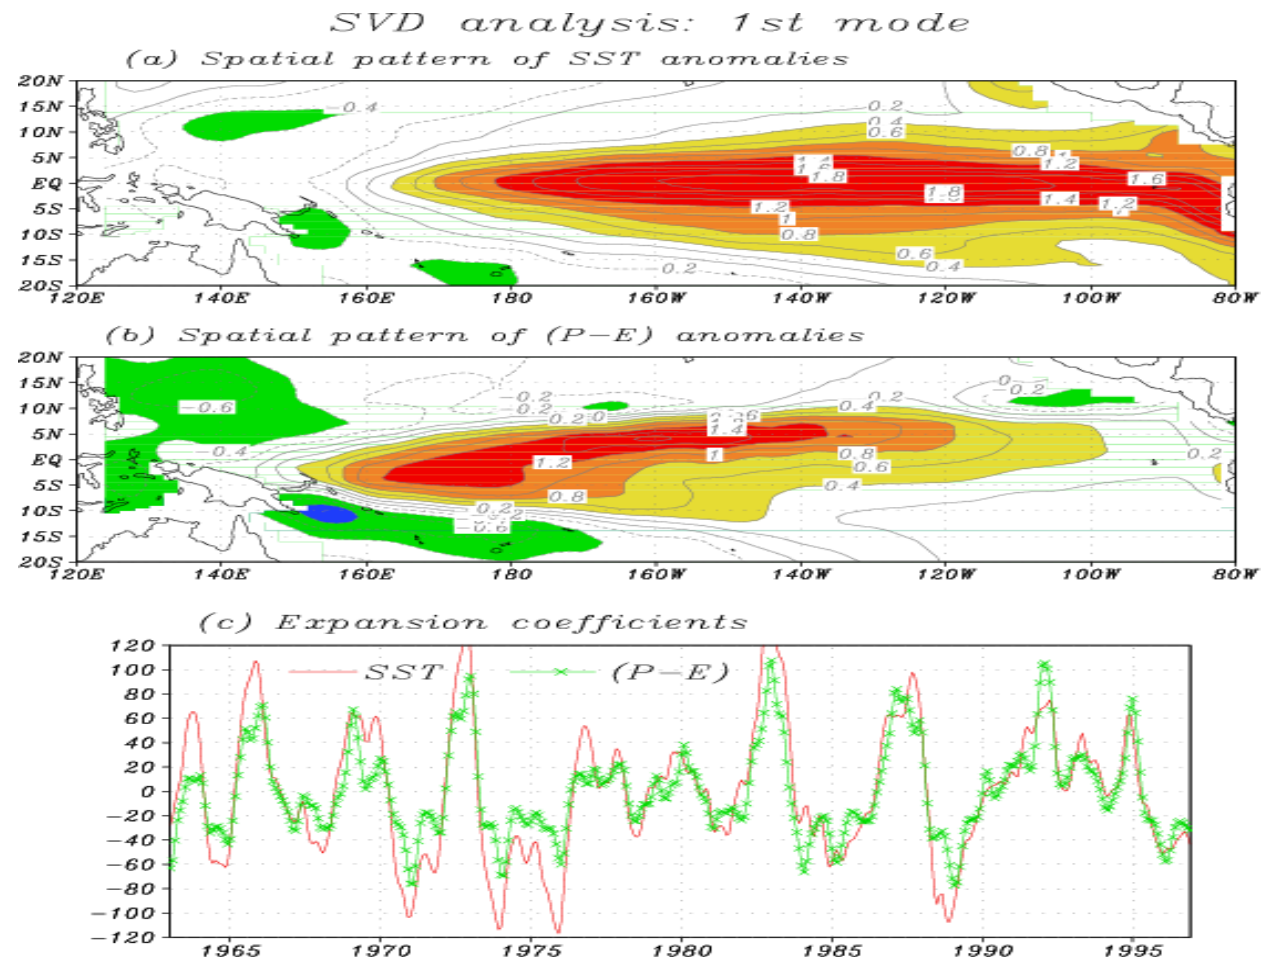 SVD analysis: 1st mode
(a) Spatial pattern of SST anomalies
20N
15N
10N
5N
EQ
5S
10S
15S
20S
-0.4
0.2
0.4
0.6
0.8
1.2
1.8
1.6
1.8
1.4
1.2
1.2
1
0.8
0.6
0.4
0.2
120E 140E 160E 180 160W 140W 120W 100W 80W
(b) Spatial pattern of (P-E) anomalies
20N
15N
10N
5N
EQ
5S
10S
15S
20S
-0.6
-0.2
-0.2
0.2
0
-0.2
0.2
0.4
1.4
-0.4
1.2
1
0.8
0.6
0.2
0.8
0.4
0.2
-0.6
120E 140E 160E 180 160W 140W 120W 100W 80W
(c) Expansion coefficients
SST (P-E)
120
100
80
60
40
20
0
-20
-40
-60
-80
-100
-120
1965 1970 1975 1980 1985 1990 1995